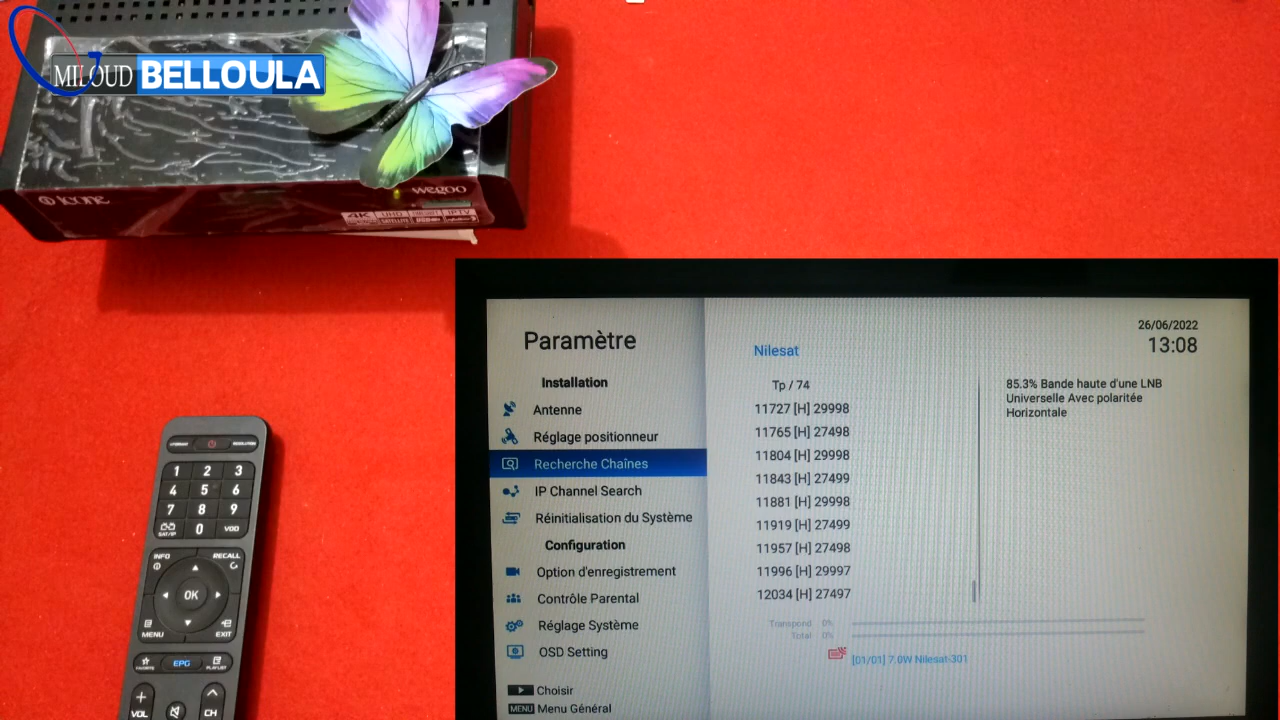 MILOUD BELLOULA
ICONE
wegoo
4K UHD IPTV
SATELLITE
Paramètre
Installation
Antenne
Réglage positionneur
Recherche Chaînes
IP Channel Search
Réinitialisation du Système
Configuration
Option d'enregistrement
Contrôle Parental
Réglage Système
OSD Setting
Choisir
MENU Menu Général
Nilesat
26/06/2022
13:08
Tp / 74
11727 [H] 29998
11765 [H] 27498
11804 [H] 29998
11843 [H] 27499
11881 [H] 29998
11919 [H] 27499
11957 [H] 27498
11996 [H] 29997
12034 [H] 27497
85.3% Bande haute d'une LNB
Universelle Avec polaritée
Horizontale
Transpond 0%
Total 0%
[01/01] 7.0W Nilesat-301
1 2 3
4 5 6
7 8 9
SAT/IP 0 VOD
INFO RECALL
OK
MENU EXIT
FAVORITE EPG PLAYLIST
+
VOL CH